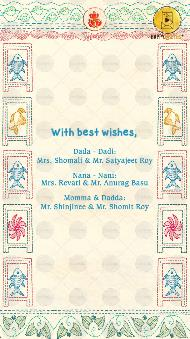 With best wishes,
Dada - Dadi:
Mrs. Shomali & Mr. Satyajeet Roy
Nana - Nani:
Mrs. Revati & Mr. Anurag Basu
Momma & Dadda:
Mr. Shinjinee & Mr. Shomit Roy